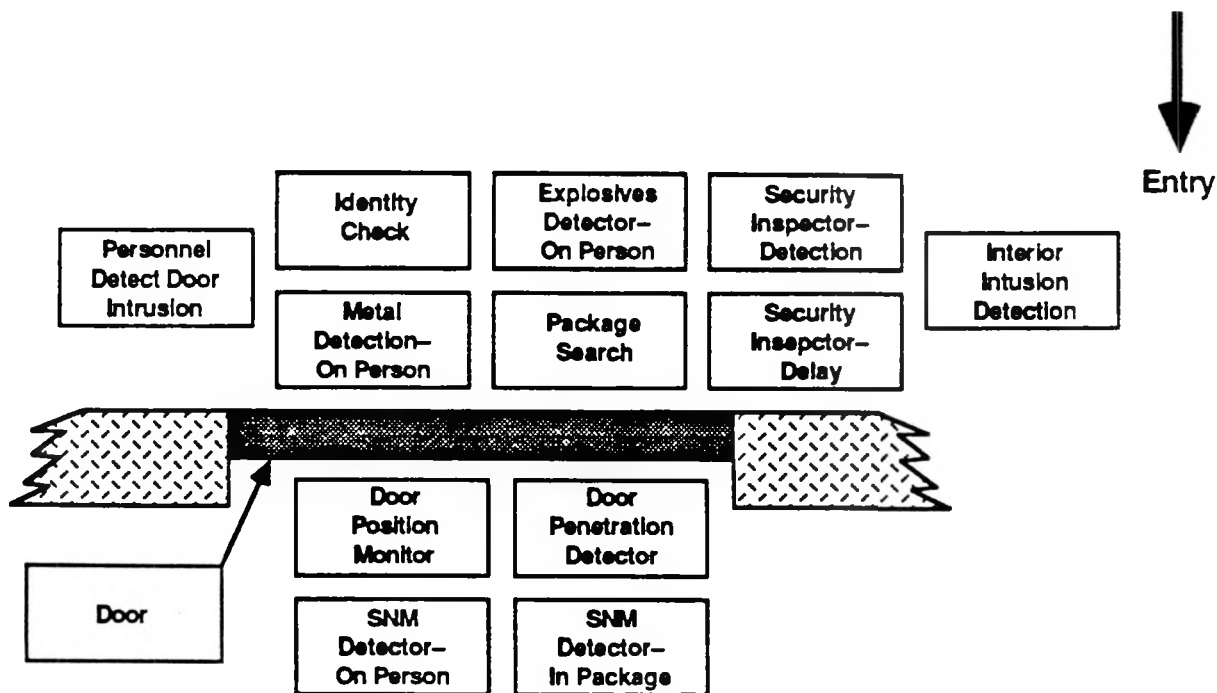 Entry
Identity
Check
Explosives
Detector–
On Person
Security
Inspector–
Detection
Personnel
Detect Door
Intrusion
Interior
Intusion
Detection
Metal
Detection–
On Person
Package
Search
Security
Insepctor–
Delay
Door
Position
Monitor
Door
Penetration
Detector
Door
SNM
Detector–
On Person
SNM
Detector–
In Package